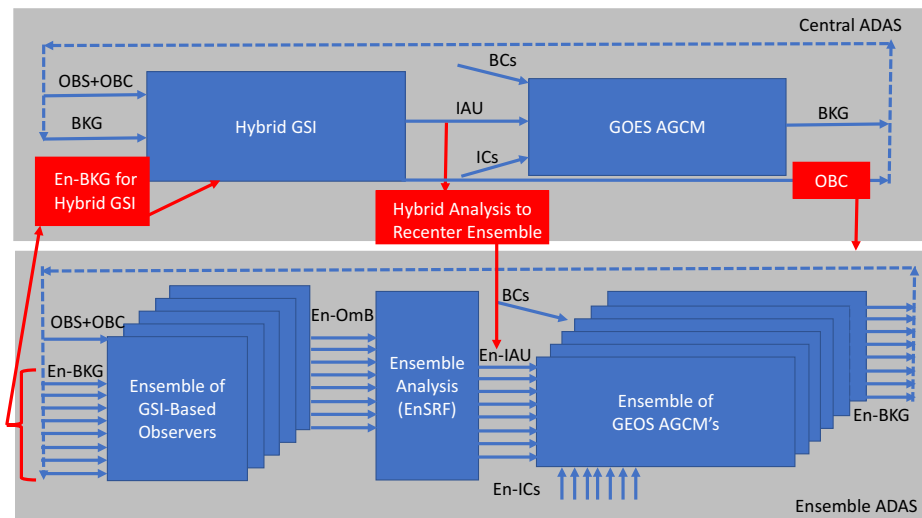 Central ADAS
BCs
OBS+OBC
IAU
Hybrid GSI
GOES AGCM
BKG
BKG
ICs
En-BKG for
Hybrid GSI
OBC
Hybrid Analysis to
Recenter Ensemble
BCs
En-OmB
OBS+OBC
En-IAU
En-BKG
Ensemble of
GSI-Based
Observers
Ensemble
Analysis
(EnSRF)
Ensemble of
GEOS AGCM's
En-BKG
En-ICs
Ensemble ADAS